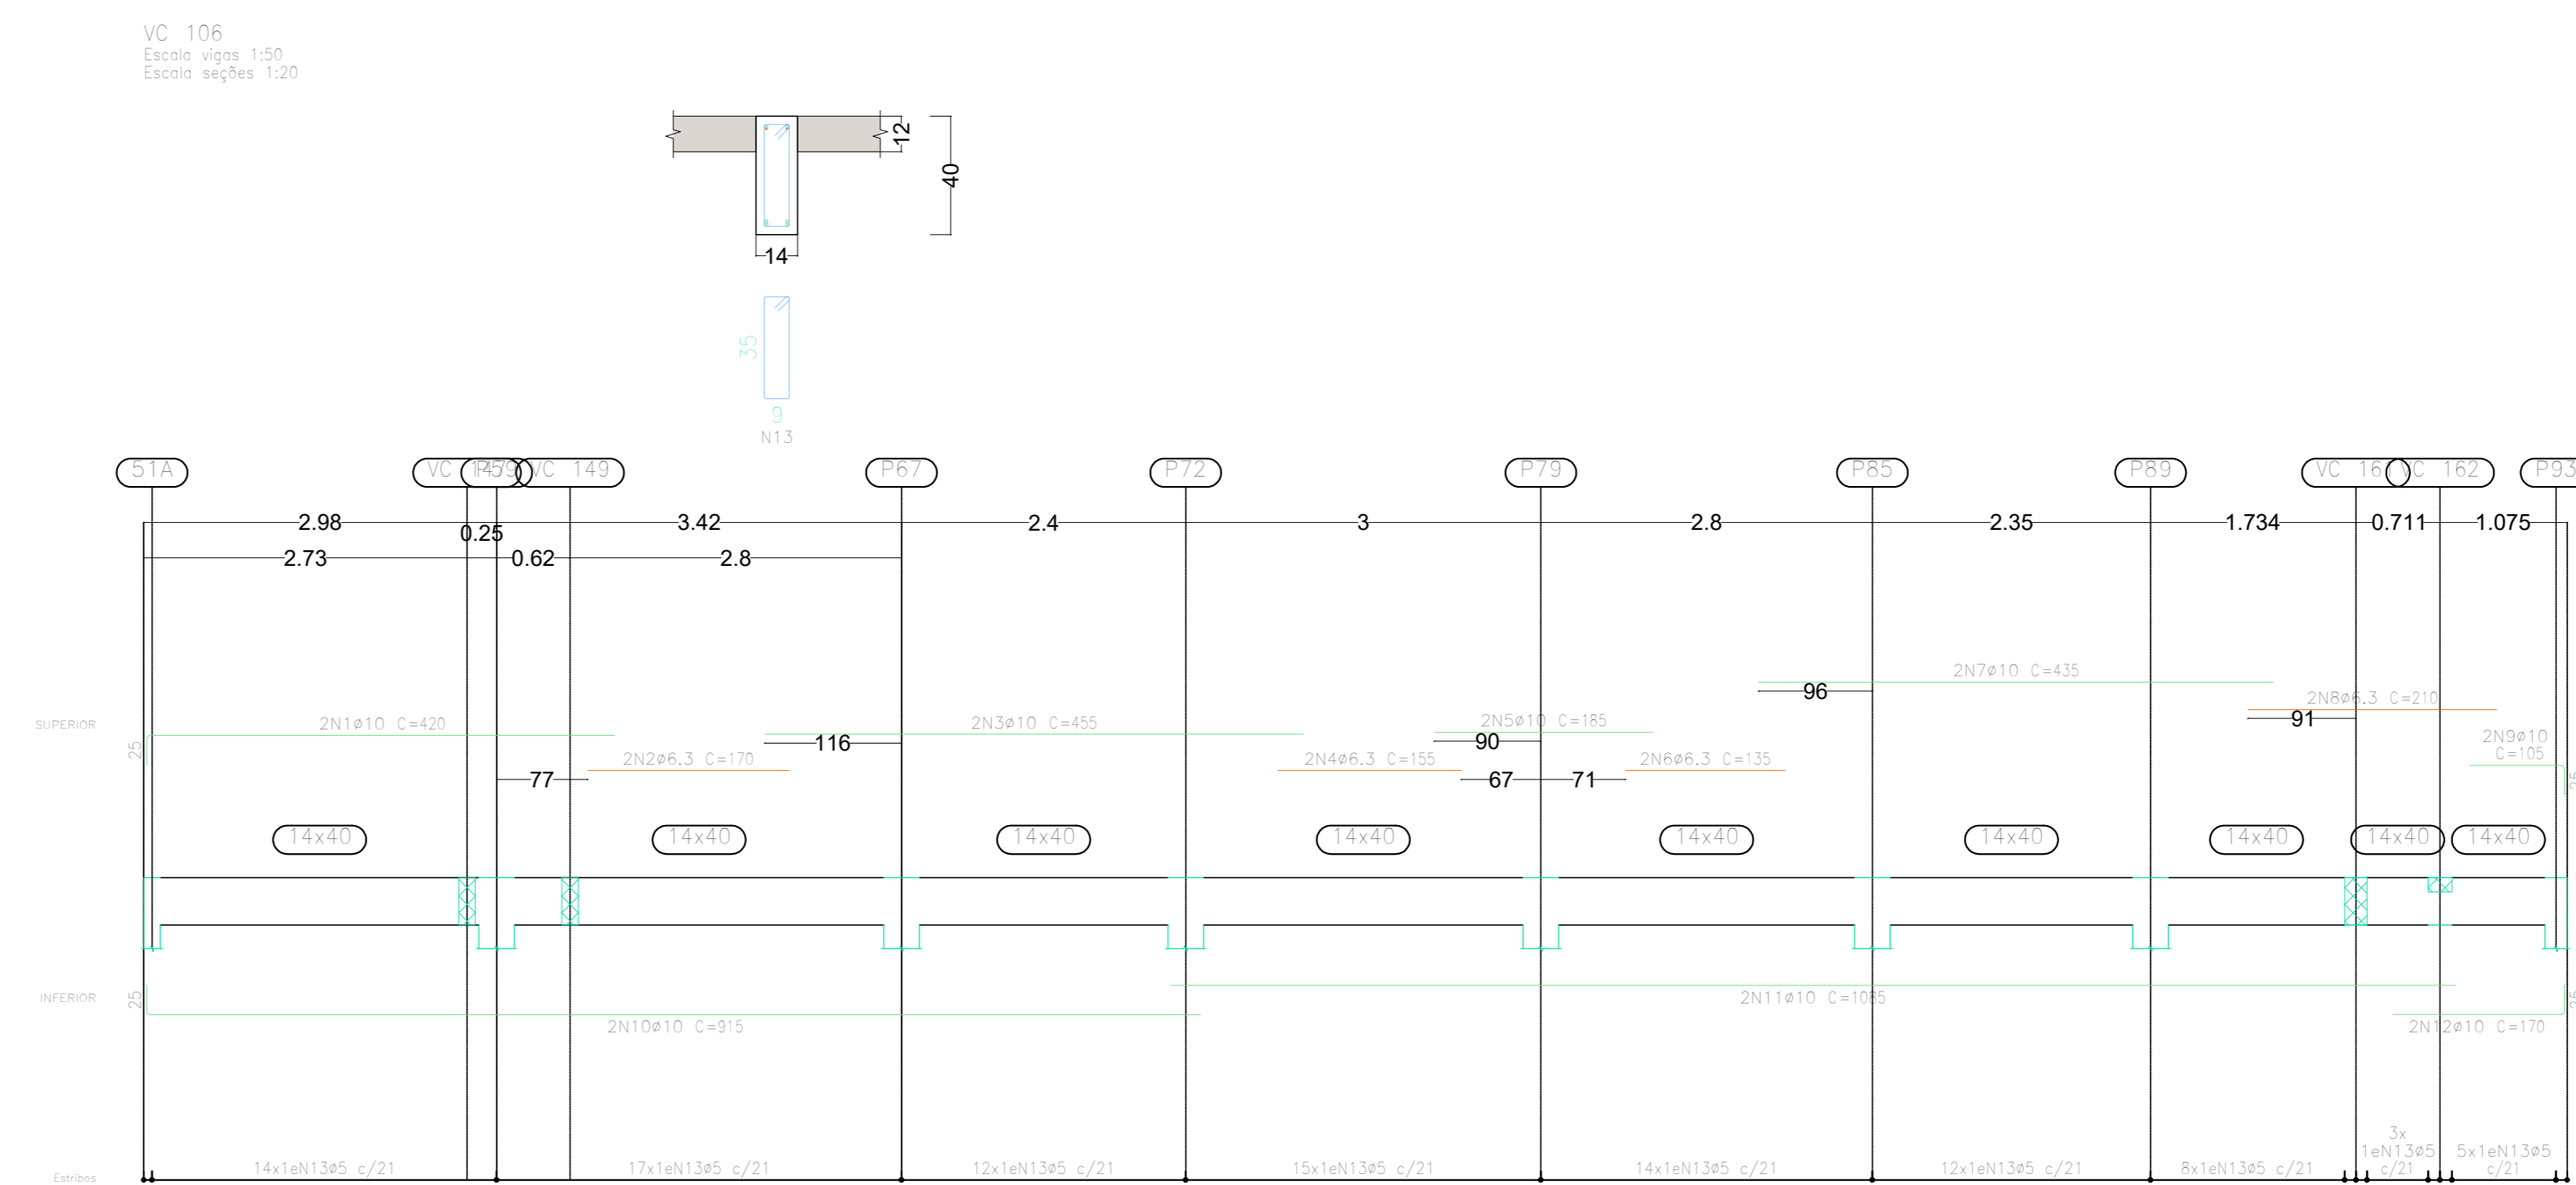 VC 106
Escala vigas 1:50
Escala seções 1:20
12
40
14
35
9
N13
51A
P59
VC 149
P67
P72
P79
P85
P89
VC 161
VC 162
P93
2.98
0.25
3.42
2.4
3
2.8
2.35
1.734
0.711
1.075
2.73
0.62
2.8
2N7ø10 C=435
96
2N8ø6.3 C=210
91
SUPERIOR
25
2N1ø10 C=420
2N3ø10 C=455
116
2N5ø10 C=185
90
2N9ø10
C=105
2N2ø6.3 C=170
77
2N4ø6.3 C=155
67
71
2N6ø6.3 C=135
14x40
14x40
14x40
14x40
14x40
14x40
14x40
14x40
14x40
INFERIOR
25
2N11ø10 C=1085
2N10ø10 C=915
2N12ø10 C=170
Estribos
14x1eN13ø5 c/21
17x1eN13ø5 c/21
12x1eN13ø5 c/21
15x1eN13ø5 c/21
14x1eN13ø5 c/21
12x1eN13ø5 c/21
8x1eN13ø5 c/21
3x
1eN13ø5
c/21
5x1eN13ø5
c/21